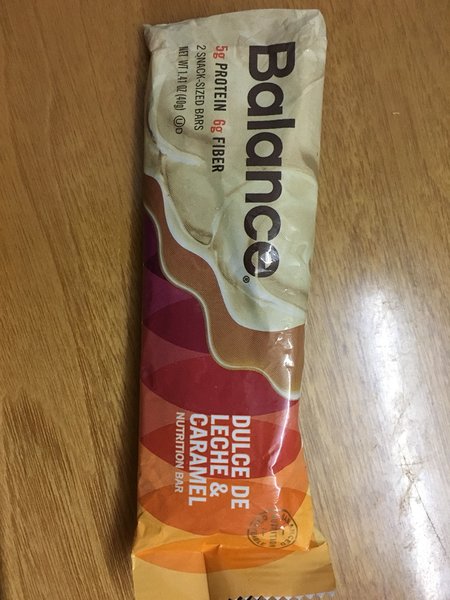 Balance®
5g PROTEIN 6g FIBER
2 SNACK-SIZED BARS
NET WT 1.41 OZ (40g) Ⓤ D
DULCE DE
LECHE &
CARAMEL
NUTRITION BAR